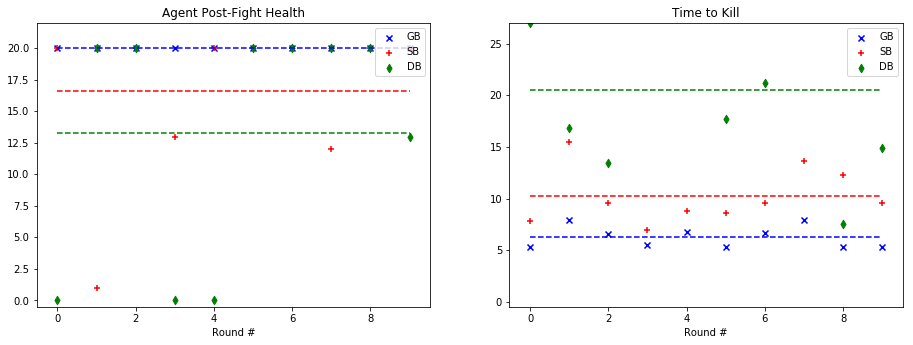 Agent Post-Fight Health
20.0
17.5
15.0
12.5
10.0
7.5
5.0
2.5
0.0
0 2 4 6 8
Round #
GB
SB
DB
Time to Kill
25
20
15
10
5
0
0 2 4 6 8
Round #
GB
SB
DB